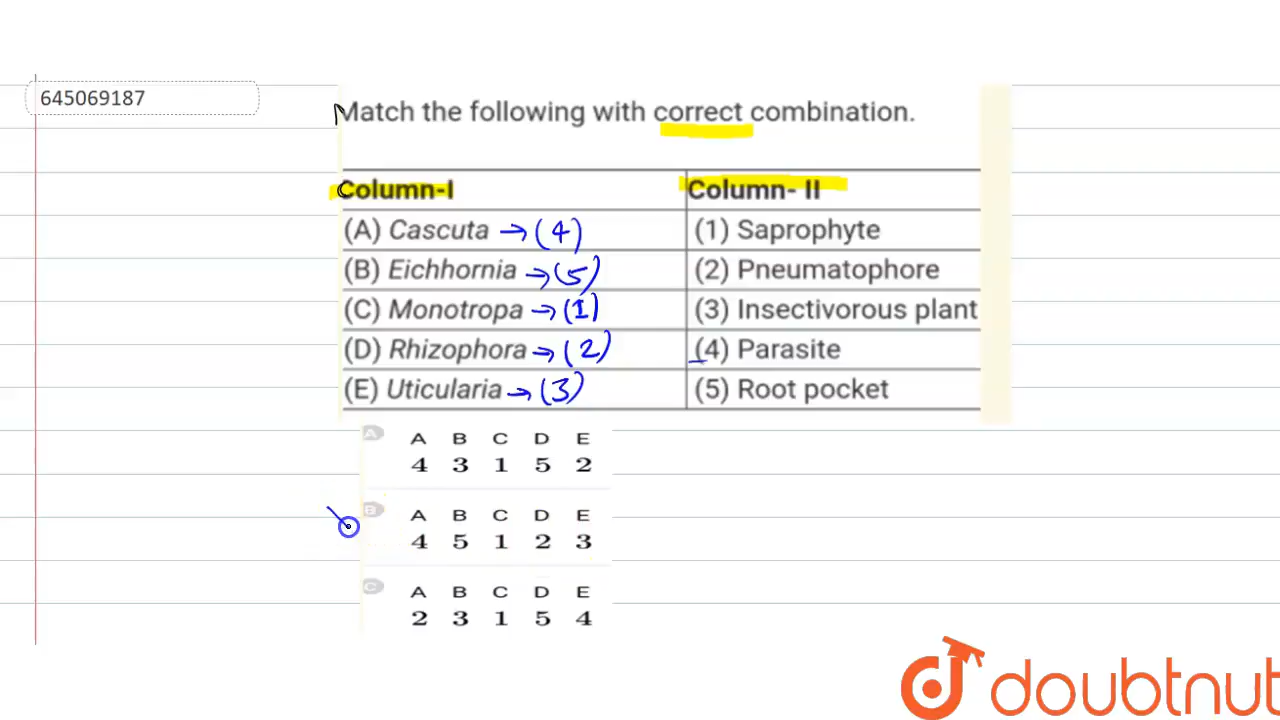 645069187
Match the following with correct combination.
Column-I Column- II
(A) Cascuta → (4) (1) Saprophyte
(B) Eichhornia → (5) (2) Pneumatophore
(C) Monotropa → (1) (3) Insectivorous plant
(D) Rhizophora → (2) (4) Parasite
(E) Uticularia → (3) (5) Root pocket
A
A B C D E
4 3 1 5 2
B
A B C D E
4 5 1 2 3
C
A B C D E
2 3 1 5 4
doubtnut